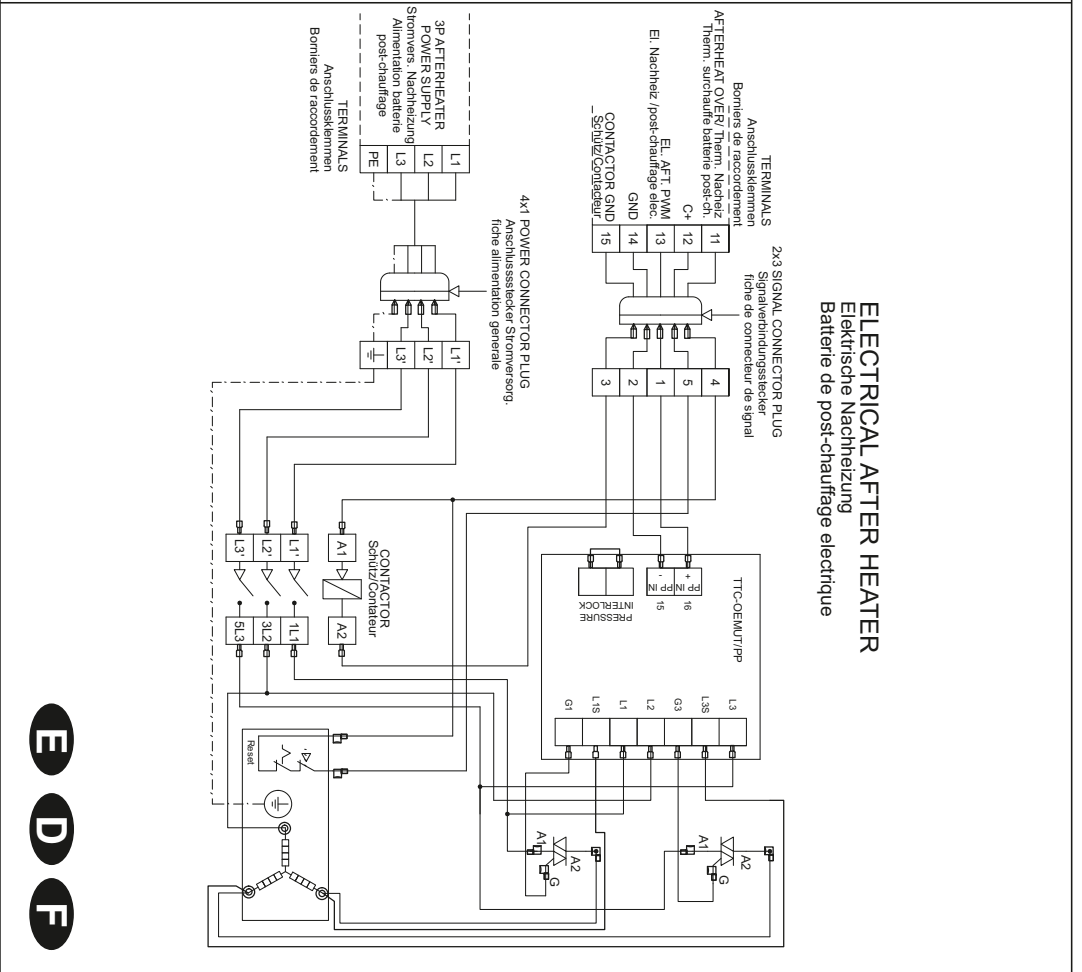 ELECTRICAL AFTER HEATER
Elektrische Nachheizung
Batterie de post-chauffage electrique
TERMINALS
Anschlussklemmen
Borniers de raccordement
AFTERHEAT OVER/ Therm. Nacheiz
Therm. surchauffe batterie post-ch.
C+
EL. AFT. PWM
El. Nachheiz /post-chauffage elec.
GND
CONTACTOR GND
Schütz/Contacteur
11
12
13
14
15
2x3 SIGNAL CONNECTOR PLUG
Signalverbindungsstecker
fiche de connecteur de signal
4
5
1
2
3
3P AFTERHEATER
POWER SUPPLY
Stromvers. Nachheizung
Alimentation batterie
post-chauffage
L1
L2
L3
PE
TERMINALS
Anschlussklemmen
Borniers de raccordement
4x1 POWER CONNECTOR PLUG
Anschlussstecker Stromversorg.
fiche alimentation generale
L1'
L2'
L3'
TTC-OEMUT/PP
+ PP IN
- PP IN
16
15
PRESSURE
INTERLOCK
L3
L3S
G3
L2
L1
L1S
G1
CONTACTOR
Schütz/Contateur
A1
A2
L1'
L2'
L3'
1L1
3L2
5L3
Reset
A1
A2
G
A1
A2
G
E
D
F